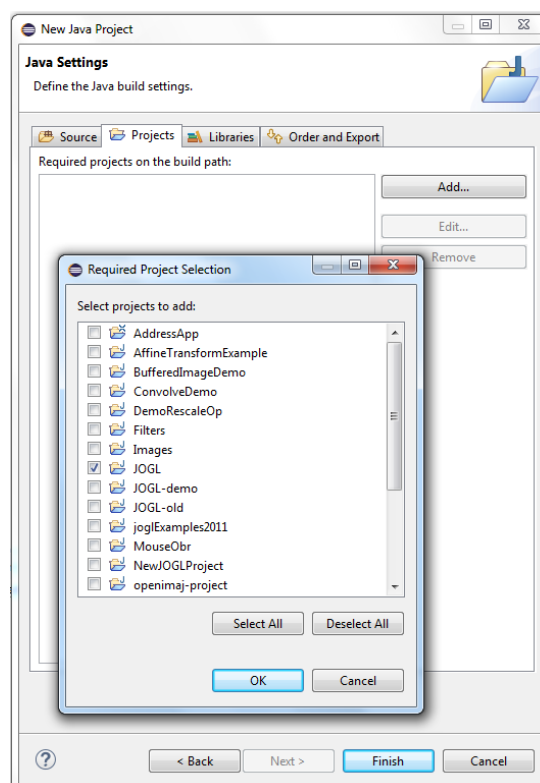 New Java Project
Java Settings
Define the Java build settings.
Source Projects Libraries Order and Export
Required projects on the build path:
Add...
Edit...
Remove
Required Project Selection
Select projects to add:
AddressApp
AffineTransformExample
BufferedImageDemo
ConvolveDemo
DemoRescaleOp
Filters
Images
JOGL
JOGL-demo
JOGL-old
joglExamples2011
MouseObr
NewJOGLProject
openimaj-project
Select All Deselect All
OK Cancel
? < Back Next > Finish Cancel